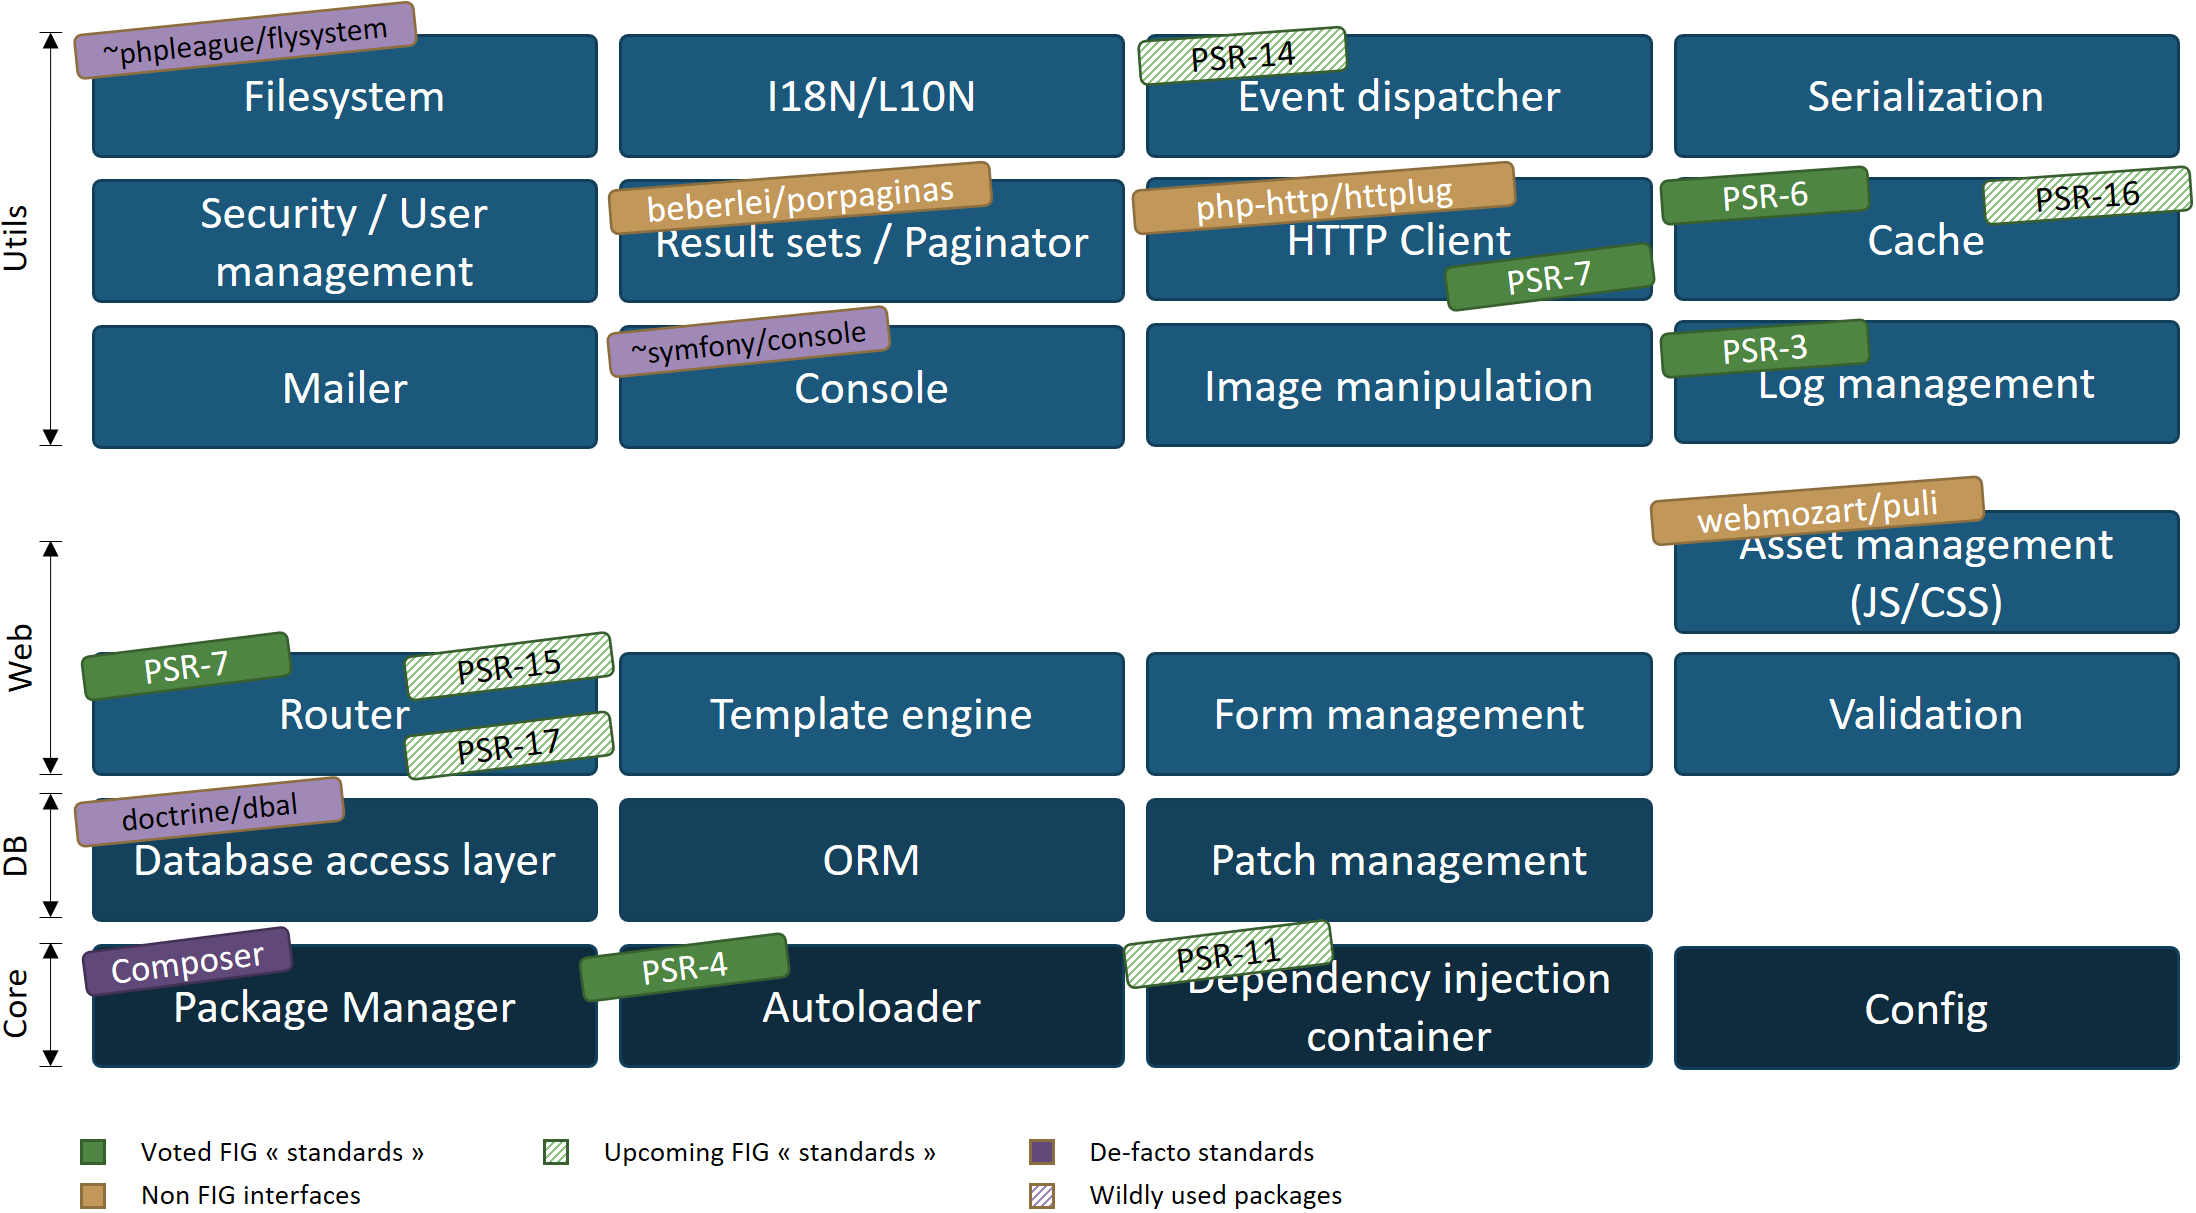 ~phpleague/flysystem
Filesystem
I18N/L10N
PSR-14
Event dispatcher
Serialization
Utils
Security / User
management
beberlei/porpaginas
Result sets / Paginator
php-http/httplug
HTTP Client
PSR-7
PSR-6
PSR-16
Cache
Mailer
~symfony/console
Console
Image manipulation
PSR-3
Log management
webmozart/puli
Asset management
(JS/CSS)
Web
PSR-7
PSR-15
Router
PSR-17
Template engine
Form management
Validation
DB
doctrine/dbal
Database access layer
ORM
Patch management
Core
Composer
Package Manager
PSR-4
Autoloader
PSR-11
Dependency injection
container
Config
Voted FIG « standards »
Upcoming FIG « standards »
De-facto standards
Non FIG interfaces
Wildly used packages